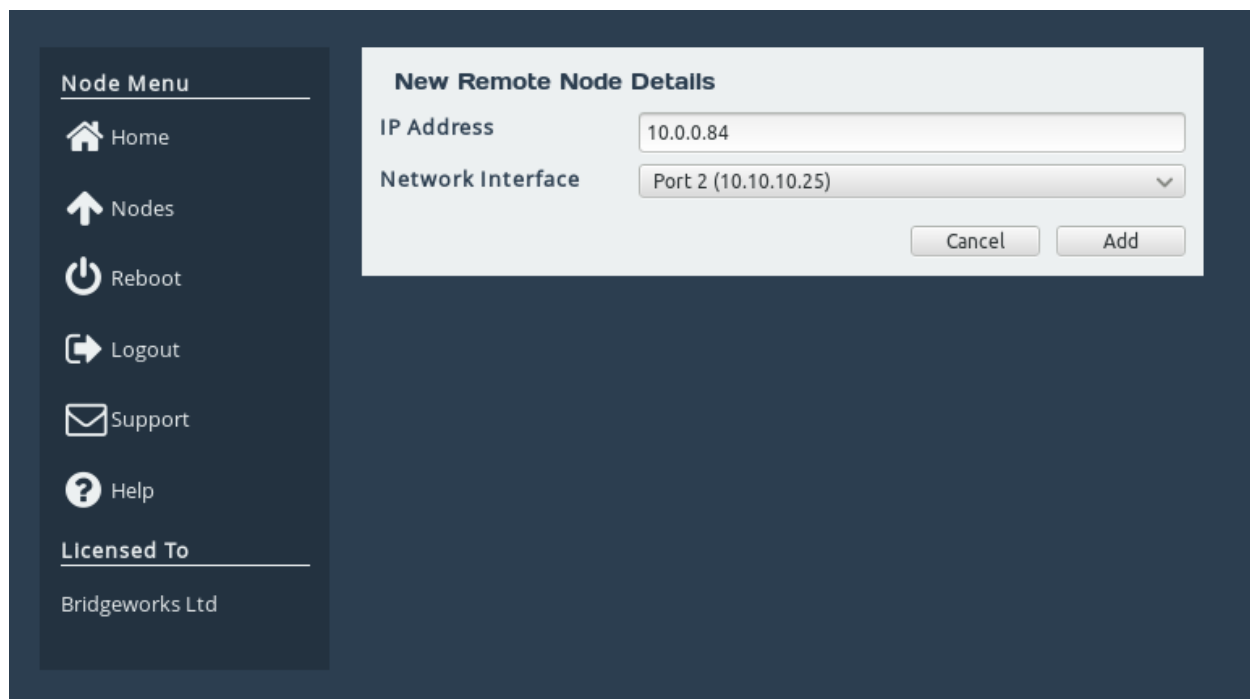 Node Menu
Home
Nodes
Reboot
Logout
Support
Help
Licensed To
Bridgeworks Ltd
New Remote Node Details
IP Address
10.0.0.84
Network Interface
Port 2 (10.10.10.25)
Cancel
Add